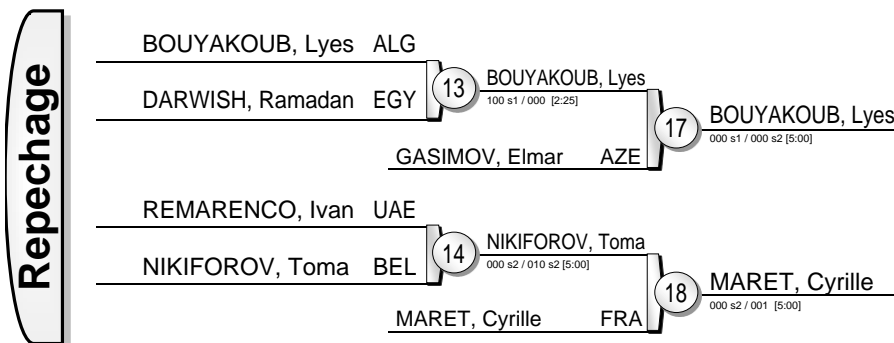 Repechage
BOUYAKOUB, Lyes ALG
DARWISH, Ramadan EGY
13
BOUYAKOUB, Lyes
100 s1 / 000 [2:25]
GASIMOV, Elmar AZE
17
BOUYAKOUB, Lyes
000 s1 / 000 s2 [5:00]
REMARENCO, Ivan UAE
NIKIFOROV, Toma BEL
14
NIKIFOROV, Toma
000 s2 / 010 s2 [5:00]
MARET, Cyrille FRA
18
MARET, Cyrille
000 s2 / 001 [5:00]